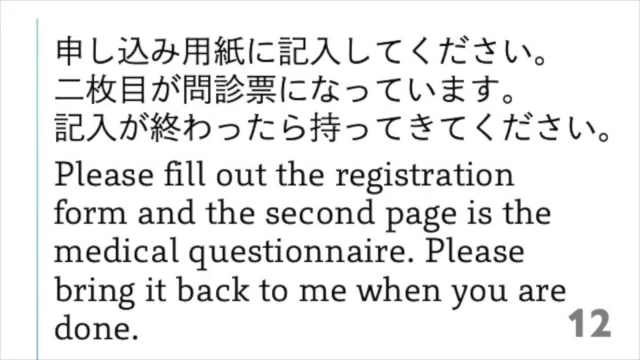 申し込み用紙に記入してください。
二枚目が問診票になっています。
記入が終わったら持ってきてください。
Please fill out the registration
form and the second page is the
medical questionnaire. Please
bring it back to me when you are
done.
12